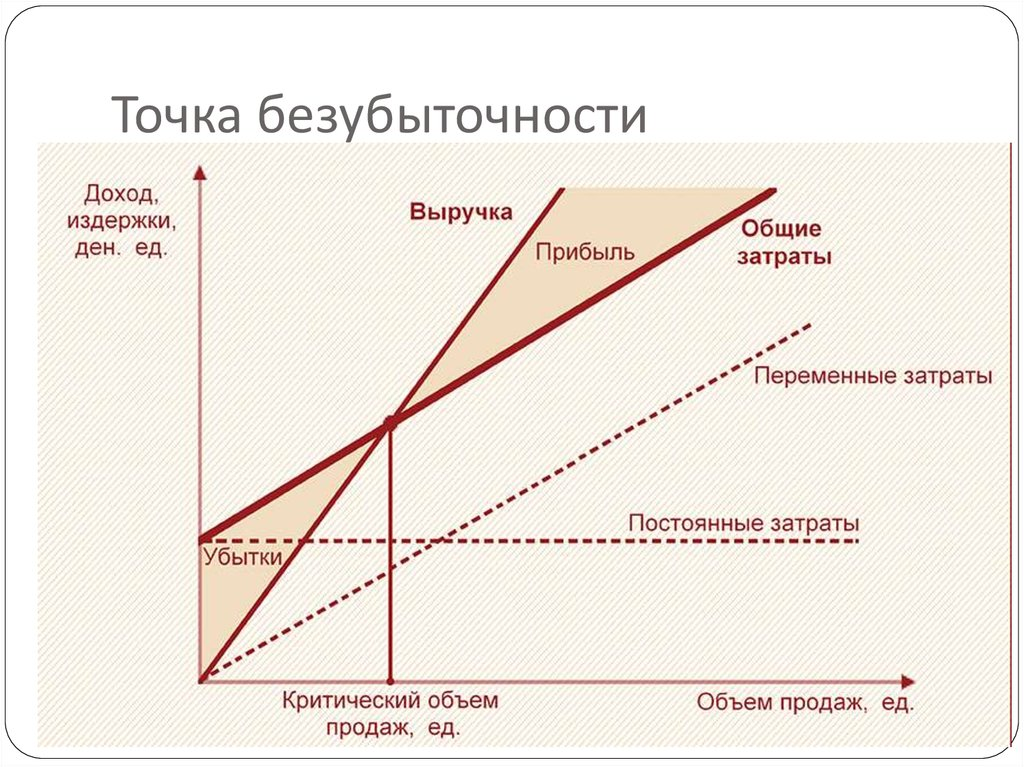 Точка безубыточности
Доход,
издержки,
ден. ед.
Выручка
Прибыль
Общие
затраты
Переменные затраты
Постоянные затраты
Убытки
Критический объем
продаж, ед.
Объем продаж, ед.